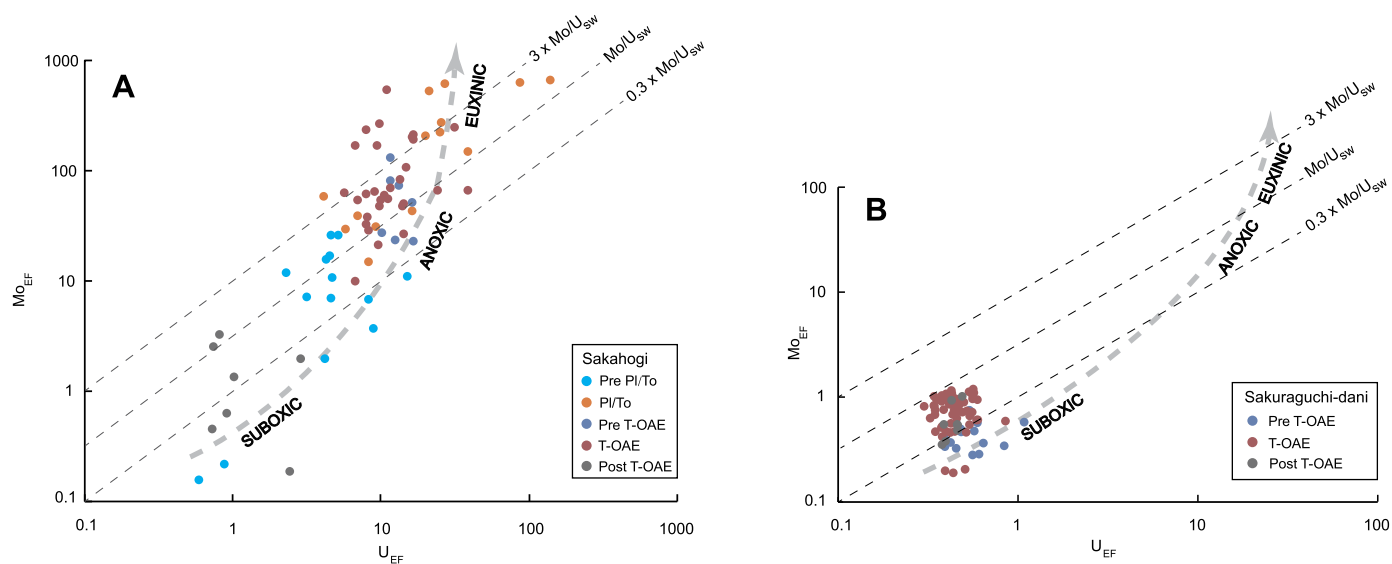 A
1000
100
10
1
0.1
Mo_EF
0.1
1
10
100
1000
U_EF
3 x Mo/U_sw
Mo/U_sw
0.3 x Mo/U_sw
EUXINIC
ANOXIC
SUBOXIC
Sakahogi
Pre Pl/To
Pl/To
Pre T-OAE
T-OAE
Post T-OAE
B
100
10
1
0.1
Mo_EF
0.1
1
10
100
U_EF
3 x Mo/U_sw
Mo/U_sw
0.3 x Mo/U_sw
EUXINIC
ANOXIC
SUBOXIC
Sakuraguchi-dani
Pre T-OAE
T-OAE
Post T-OAE